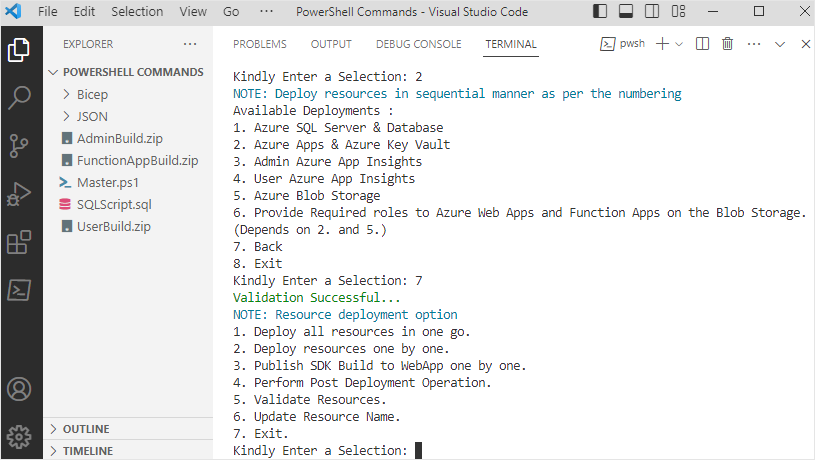 File Edit Selection View Go ··· PowerShell Commands - Visual Studio Code
EXPLORER ···
POWERSHELL COMMANDS
Bicep
JSON
AdminBuild.zip
FunctionAppBuild.zip
Master.ps1
SQLScript.sql
UserBuild.zip
OUTLINE
TIMELINE
PROBLEMS OUTPUT DEBUG CONSOLE TERMINAL pwsh ···
Kindly Enter a Selection: 2
NOTE: Deploy resources in sequential manner as per the numbering
Available Deployments :
1. Azure SQL Server & Database
2. Azure Apps & Azure Key Vault
3. Admin Azure App Insights
4. User Azure App Insights
5. Azure Blob Storage
6. Provide Required roles to Azure Web Apps and Function Apps on the Blob Storage.
(Depends on 2. and 5.)
7. Back
8. Exit
Kindly Enter a Selection: 7
Validation Successful...
NOTE: Resource deployment option
1. Deploy all resources in one go.
2. Deploy resources one by one.
3. Publish SDK Build to WebApp one by one.
4. Perform Post Deployment Operation.
5. Validate Resources.
6. Update Resource Name.
7. Exit.
Kindly Enter a Selection: